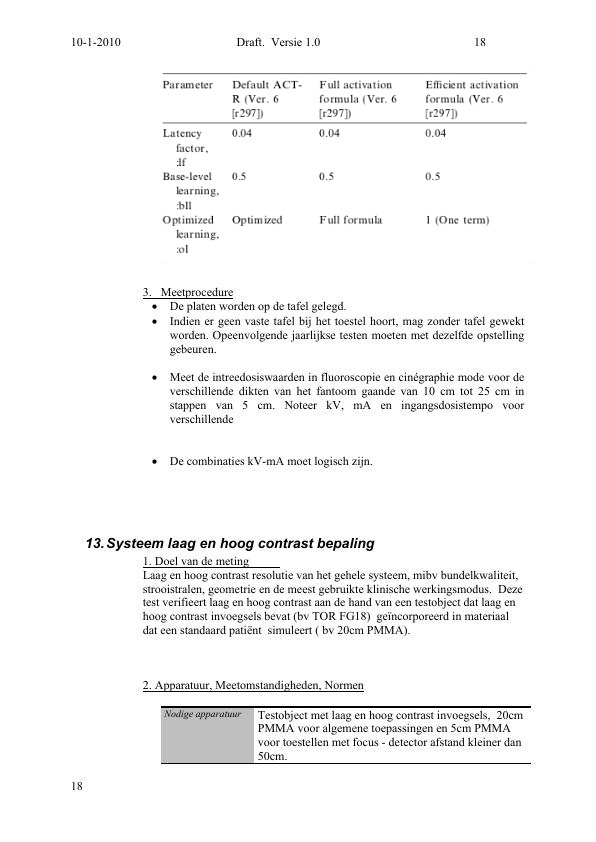 10-1-2010 Draft. Versie 1.0 18
Parameter Default ACT- Full activation Efficient activation
R (Ver. 6 formula (Ver. 6 formula (Ver. 6
[r297]) [r297]) [r297])
Latency 0.04 0.04 0.04
factor,
:lf
Base-level 0.5 0.5 0.5
learning,
:bll
Optimized Optimized Full formula 1 (One term)
learning,
:ol
3. Meetprocedure
• De platen worden op de tafel gelegd.
• Indien er geen vaste tafel bij het toestel hoort, mag zonder tafel gewekt
worden. Opeenvolgende jaarlijkse testen moeten met dezelfde opstelling
gebeuren.
• Meet de intreedosiswaarden in fluoroscopie en cinégraphie mode voor de
verschillende dikten van het fantoom gaande van 10 cm tot 25 cm in
stappen van 5 cm. Noteer kV, mA en ingangsdosistempo voor
verschillende
• De combinaties kV-mA moet logisch zijn.
13. Systeem laag en hoog contrast bepaling
1. Doel van de meting
Laag en hoog contrast resolutie van het gehele systeem, mibv bundelkwaliteit,
strooistralen, geometrie en de meest gebruikte klinische werkingsmodus. Deze
test verifieert laag en hoog contrast aan de hand van een testobject dat laag en
hoog contrast invoegsels bevat (bv TOR FG18) geïncorporeerd in materiaal
dat een standaard patiënt simuleert ( bv 20cm PMMA).
2. Apparatuur, Meetomstandigheden, Normen
Nodige apparatuur Testobject met laag en hoog contrast invoegsels, 20cm
PMMA voor algemene toepassingen en 5cm PMMA
voor toestellen met focus - detector afstand kleiner dan
50cm.
18